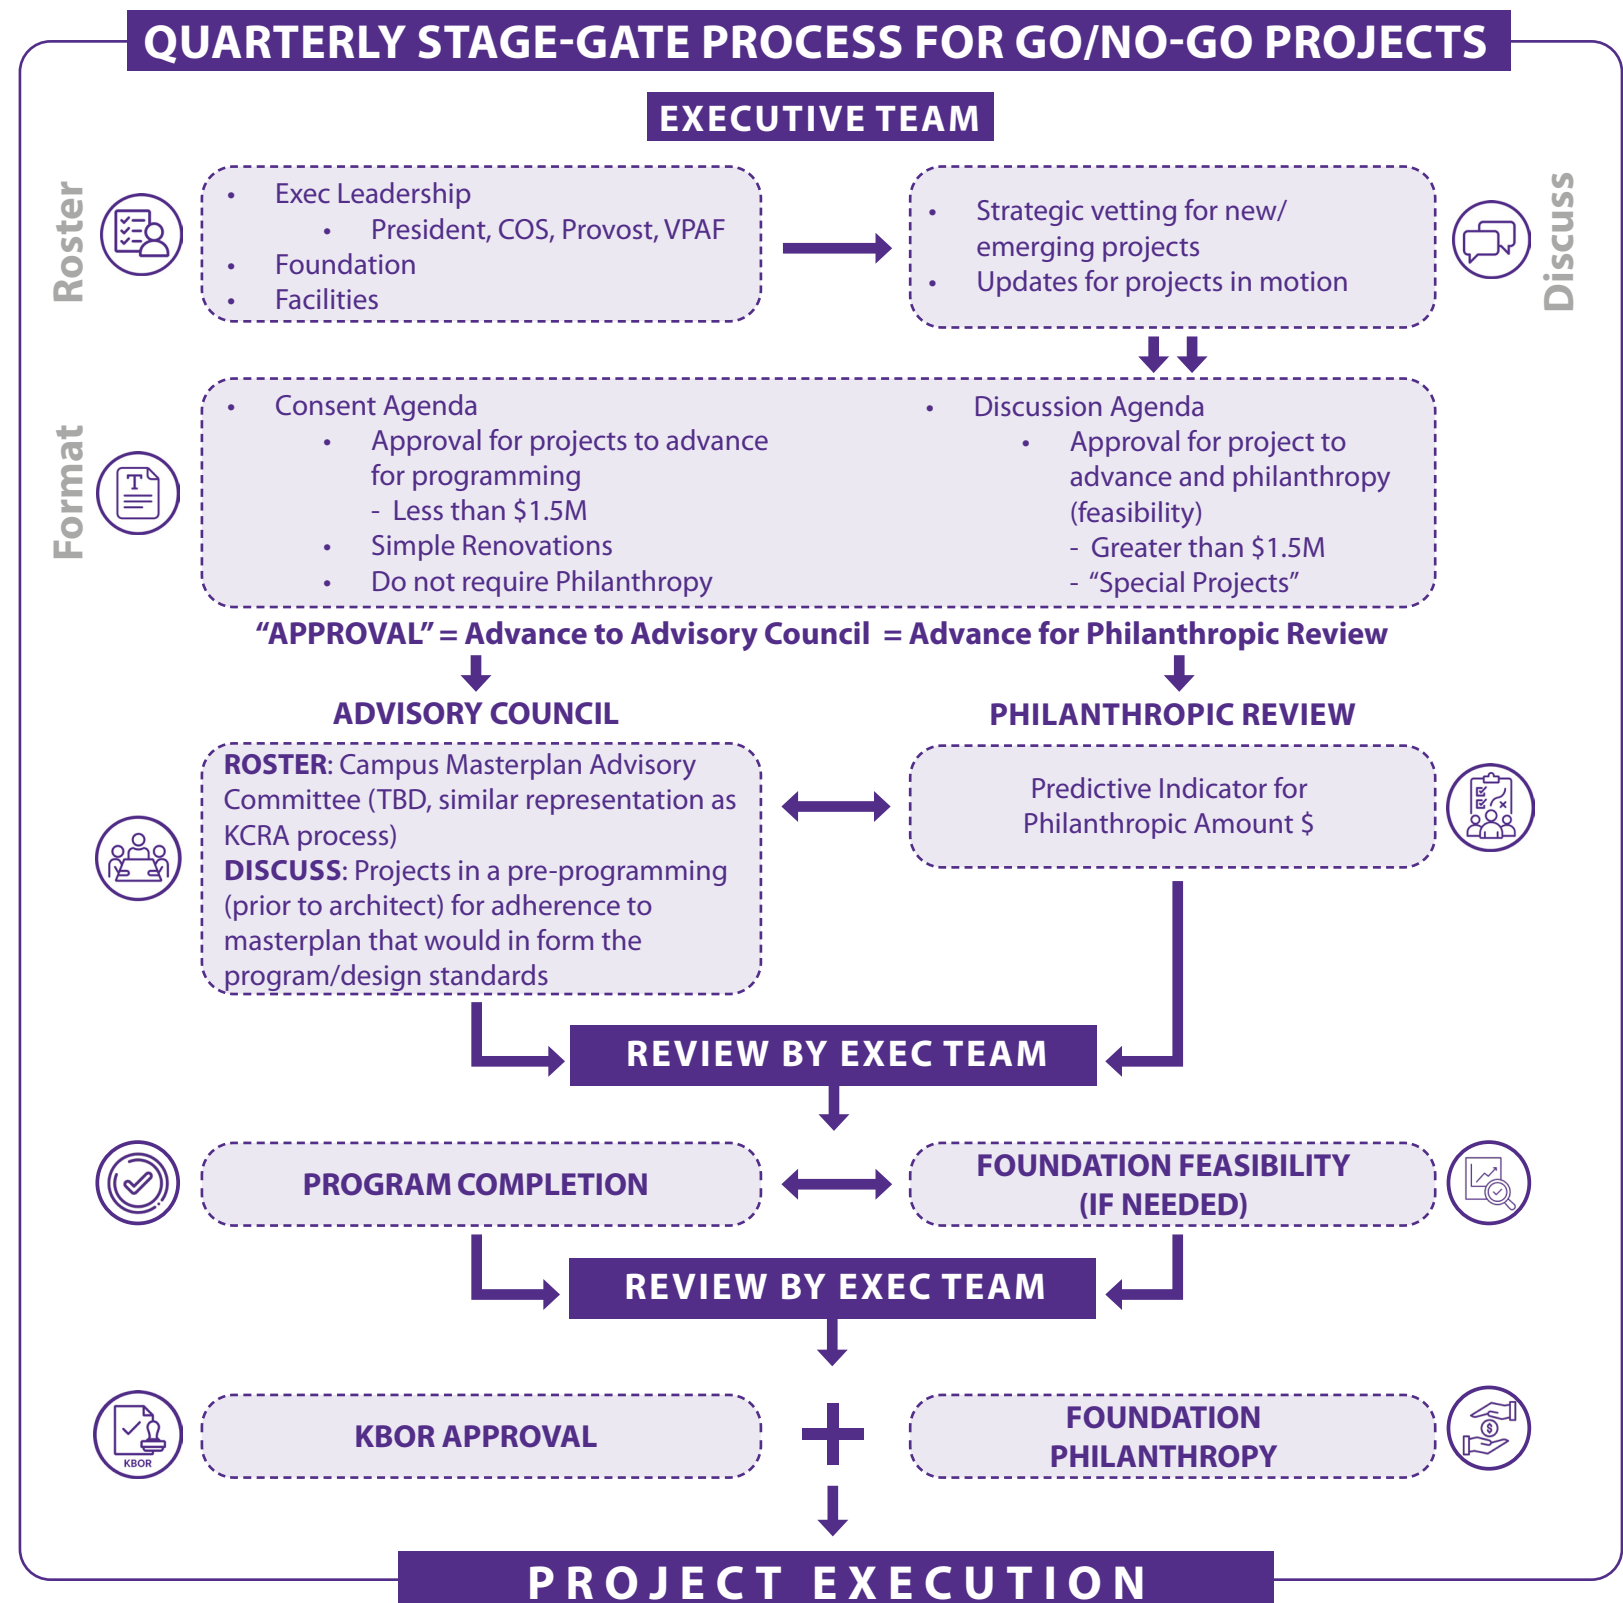 QUARTERLY STAGE-GATE PROCESS FOR GO/NO-GO PROJECTS
EXECUTIVE TEAM
Roster
• Exec Leadership
• President, COS, Provost, VPAF
• Foundation
• Facilities
• Strategic vetting for new/
emerging projects
• Updates for projects in motion
Discuss
Format
T
• Consent Agenda
• Approval for projects to advance
for programming
- Less than $1.5M
• Simple Renovations
• Do not require Philanthropy
• Discussion Agenda
• Approval for project to
advance and philanthropy
(feasibility)
- Greater than $1.5M
- “Special Projects”
“APPROVAL” = Advance to Advisory Council = Advance for Philanthropic Review
ADVISORY COUNCIL
ROSTER: Campus Masterplan Advisory
Committee (TBD, similar representation as
KCRA process)
DISCUSS: Projects in a pre-programming
(prior to architect) for adherence to
masterplan that would in form the
program/design standards
PHILANTHROPIC REVIEW
Predictive Indicator for
Philanthropic Amount $
REVIEW BY EXEC TEAM
PROGRAM COMPLETION
FOUNDATION FEASIBILITY
(IF NEEDED)
REVIEW BY EXEC TEAM
KBOR
KBOR APPROVAL
FOUNDATION
PHILANTHROPY
$
PROJECT EXECUTION